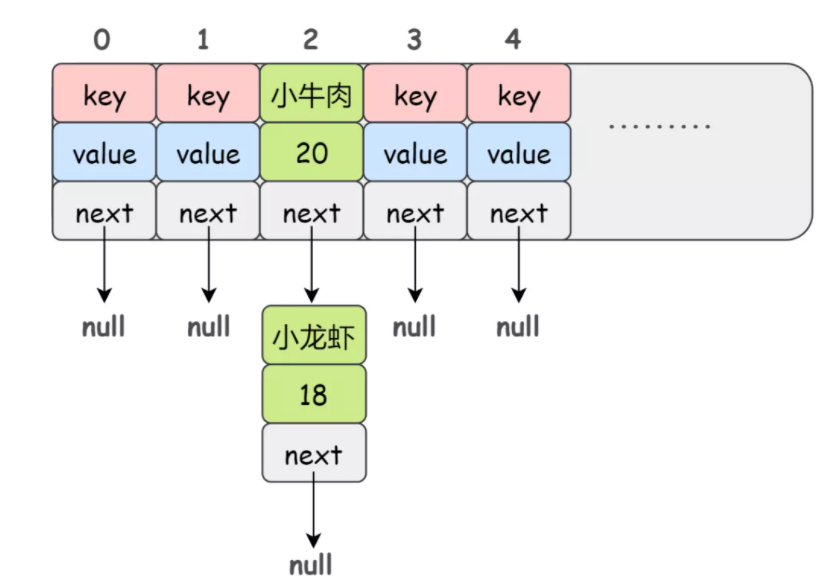 0 1 2 3 4
key key 小牛肉 key key
.........
value value 20 value value
next next next next next
null null null null
小龙虾
18
next
null